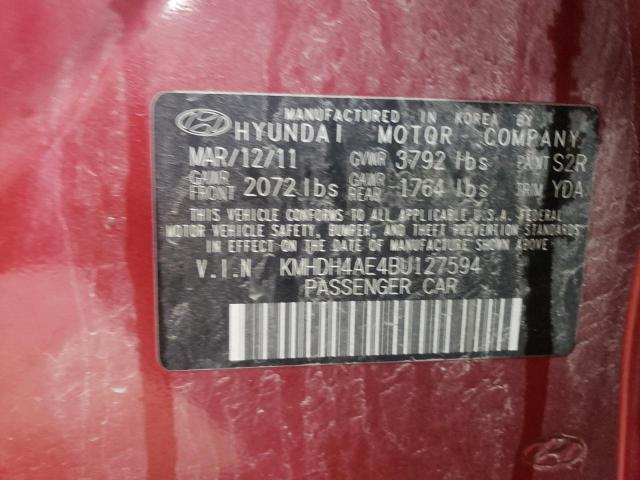 MANUFACTURED IN KOREA BY
HYUNDAI MOTOR COMPANY
MAR/12/11 GVWR 3792 lbs PAINT S2R
GAWR FRONT 2072 lbs GAWR REAR 1764 lbs TRIM YDA
THIS VEHICLE CONFORMS TO ALL APPLICABLE U.S.A. FEDERAL
MOTOR VEHICLE SAFETY, BUMPER, AND THEFT PREVENTION
STANDARDS IN EFFECT ON THE DATE OF MANUFACTURE SHOWN ABOVE.
V.I.N KMHDH4AE4BU127594
PASSENGER CAR